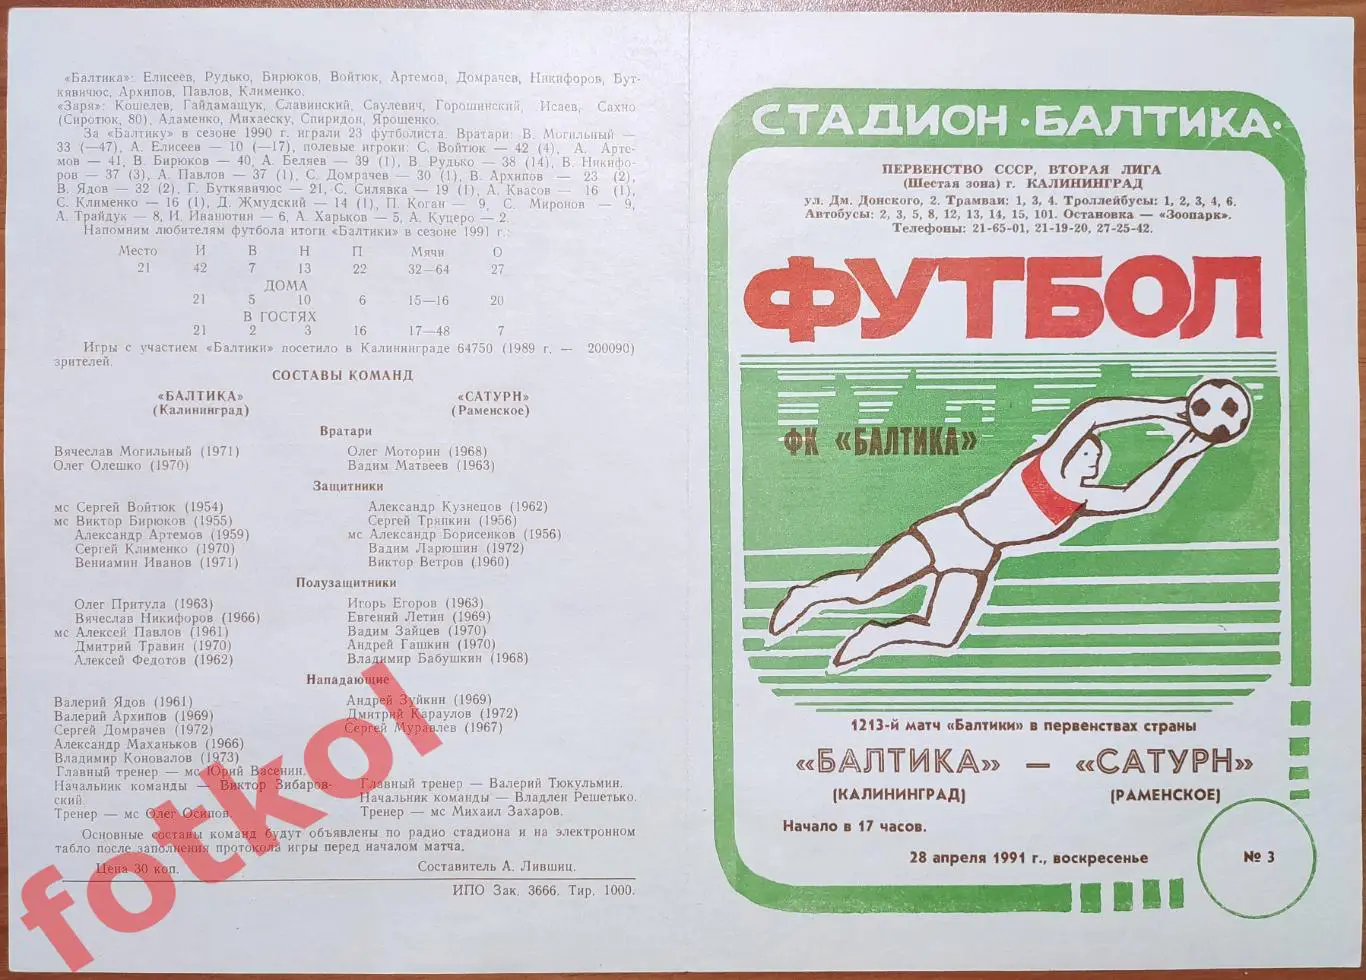 «Балтика»: Елисеев, Рудько, Бирюков, Войтюк, Артемов, Домрачев, Никифоров, Бут-
кявичюс, Архипов, Павлов, Клименко.
«Заря»: Кошелев, Гайдамащук, Славинский, Саулевич, Горошинский, Исаев, Сахно
(Сиротюк, 80), Адаменко, Михаеску, Спиридон, Ярошенко.
За «Балтику» в сезоне 1990 г. играли 23 футболиста. Вратари: В. Могильный —
33 (—47), А. Елисеев — 10 (—17), полевые игроки: С. Войтюк — 42 (4), А. Арте-
мов — 41, В. Бирюков — 40, А. Беляев — 39 (1), В. Рудько — 38 (14), В. Никифо-
ров — 37 (3), А. Павлов — 37 (1), С. Домрачев — 30 (1), В. Архипов — 23 (2),
В. Ядов — 32 (2), Г. Буткявичюс — 21, С. Силявка — 19 (1), А. Квасов — 16 (1),
С. Клименко — 16 (1), Д. Жмудский — 14 (1), П. Коган — 9, С. Миронов — 9,
А. Трайдук — 8, И. Иванютин — 6, А. Харьков — 5, А. Куцеро — 2.
Напомним любителям футбола итоги «Балтики» в сезоне 1991 г.:
Место И В Н П Мячи О
21 42 7 13 22 32—64 27
ДОМА
21 5 10 6 15—16 20
В ГОСТЯХ
21 2 3 16 17—48 7
Игры с участием «Балтики» посетило в Калининграде 64750 (1989 г. — 200090)
зрителей.
СОСТАВЫ КОМАНД
«БАЛТИКА» «САТУРН»
(Калининград) (Раменское)
Вратари
Вячеслав Могильный (1971) Олег Моторин (1968)
Олег Олешко (1970) Вадим Матвеев (1963)
Защитники
мс Сергей Войтюк (1954) Александр Кузнецов (1962)
мс Виктор Бирюков (1955) Сергей Тряпкин (1956)
Александр Артемов (1959) мс Александр Борисенков (1956)
Сергей Клименко (1970) Вадим Ларюшин (1972)
Вениамин Иванов (1971) Виктор Ветров (1960)
Полузащитники
Олег Притула (1963) Игорь Егоров (1963)
Вячеслав Никифоров (1966) Евгений Летин (1969)
мс Алексей Павлов (1961) Вадим Зайцев (1970)
Дмитрий Травин (1970) Андрей Гашкин (1970)
Алексей Федотов (1962) Владимир Бабушкин (1968)
Нападающие
Валерий Ядов (1961) Андрей Зуйкин (1969)
Валерий Архипов (1969) Дмитрий Караулов (1972)
Сергей Домрачев (1972) Сергей Муравлев (1967)
Александр Маханьков (1966)
Владимир Коновалов (1973)
Главный тренер — мс Юрий Васенин.
Начальник команды — Виктор Зибаров- Главный тренер — Валерий Тюкульмин.
ский. Начальник команды — Владлен Решетько.
Тренер — мс Олег Осипов. Тренер — мс Михаил Захаров.
Основные составы команд будут объявлены по радио стадиона и на электронном
табло после заполнения протокола игры перед началом матча.
Цена 30 коп. Составитель А. Лившиц.
ИПО Зак. 3666. Тир. 1000.
fotkol
СТАДИОН · БАЛТИКА ·
ПЕРВЕНСТВО СССР, ВТОРАЯ ЛИГА
(Шестая зона) г. КАЛИНИНГРАД
ул. Дм. Донского, 2. Трамваи: 1, 3, 4. Троллейбусы: 1, 2, 3, 4, 6.
Автобусы: 2, 3, 5, 8, 12, 13, 14, 15, 101. Остановка — «Зоопарк».
Телефоны: 21-65-01, 21-19-20, 27-25-42.
ФУТБОЛ
ФК «БАЛТИКА»
1213-й матч «Балтики» в первенствах страны
«БАЛТИКА» — «САТУРН»
(КАЛИНИНГРАД) (РАМЕНСКОЕ)
Начало в 17 часов.
28 апреля 1991 г., воскресенье
№ 3